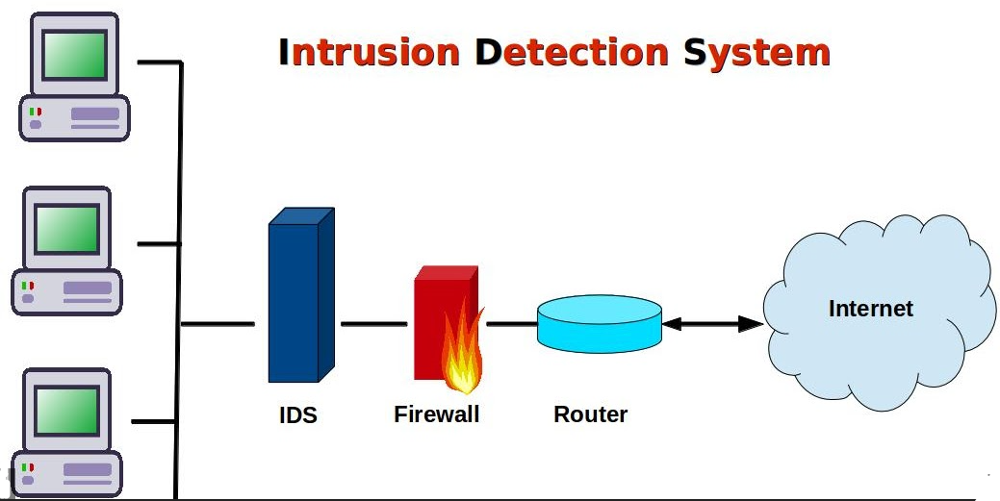 Intrusion Detection System
Internet
IDS
Firewall
Router